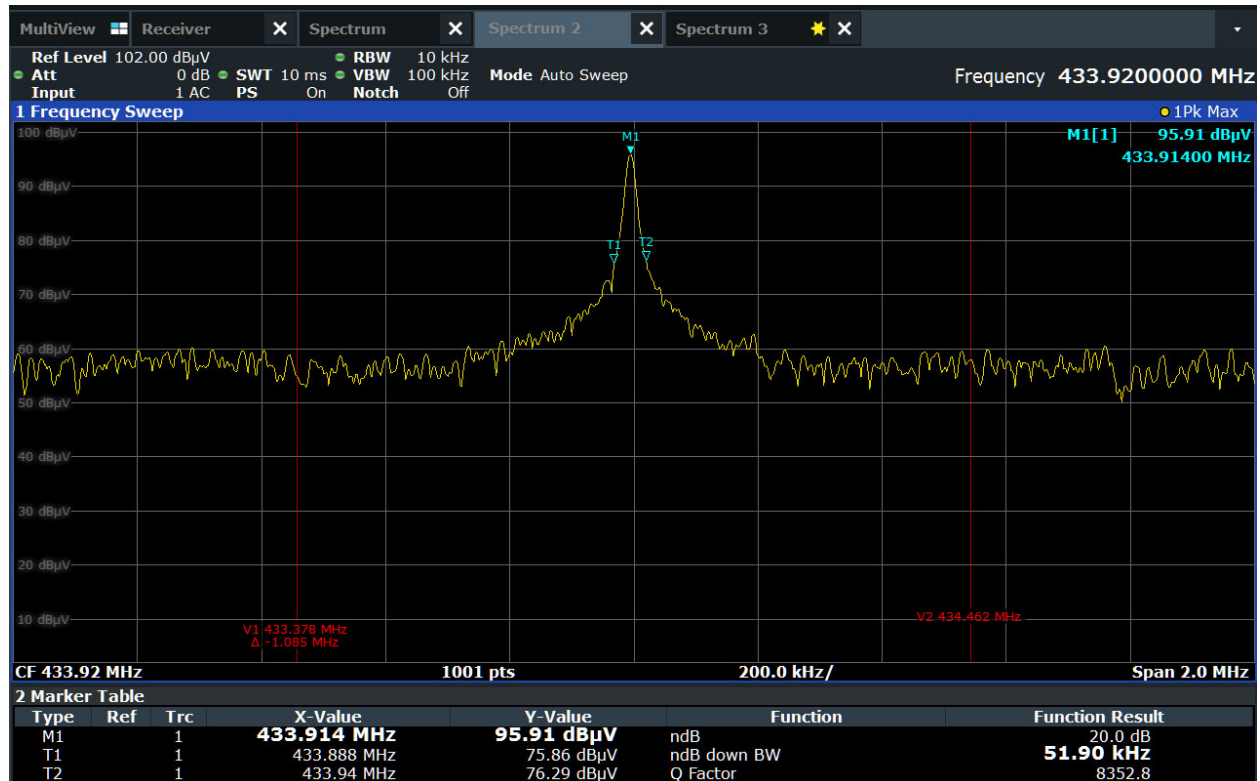 MultiView Receiver X Spectrum X Spectrum 2 X Spectrum 3 X
Ref Level 102.00 dBµV RBW 10 kHz
Att 0 dB SWT 10 ms VBW 100 kHz Mode Auto Sweep Frequency 433.9200000 MHz
Input 1 AC PS On Notch Off
1 Frequency Sweep 1Pk Max
100 dBµV M1 M1[1] 95.91 dBµV
433.91400 MHz
90 dBµV
80 dBµV
T1 T2
70 dBµV
60 dBµV
50 dBµV
40 dBµV
30 dBµV
20 dBµV
10 dBµV V2 434.462 MHz
V1 433.378 MHz
Δ -1.085 MHz
CF 433.92 MHz 1001 pts 200.0 kHz/ Span 2.0 MHz
2 Marker Table
Type Ref Trc X-Value Y-Value Function Function Result
M1 1 433.914 MHz 95.91 dBµV ndB 20.0 dB
T1 1 433.888 MHz 75.86 dBµV ndB down BW 51.90 kHz
T2 1 433.94 MHz 76.29 dBµV Q Factor 8352.8